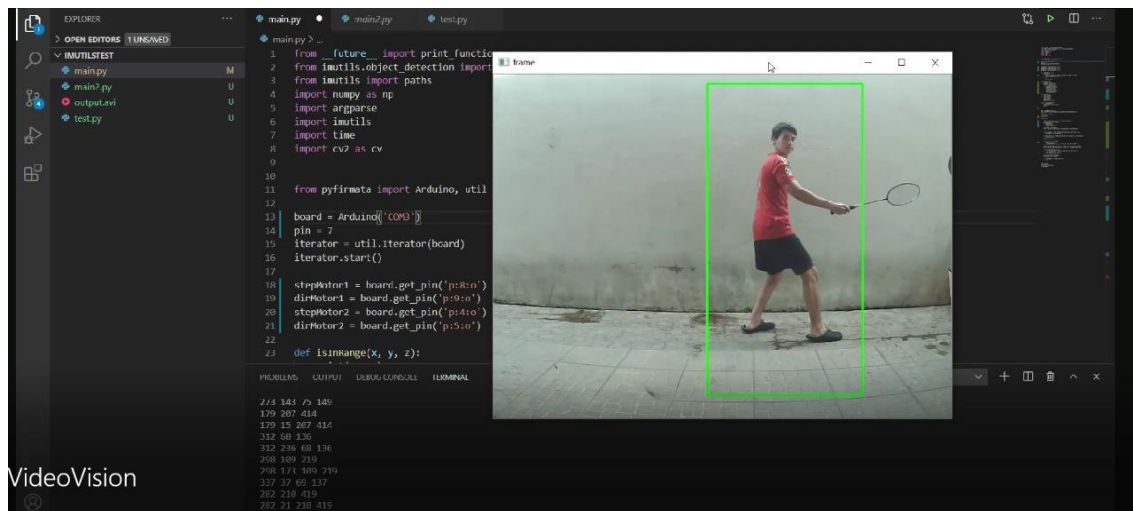 EXPLORER
OPEN EDITORS 1 UNSAVED
IMUTILSTEST
main.py M
main2.py U
output.avi U
test.py U
main.py main2.py test.py
main.py > ...
1 from __future__ import print_functio
2 from imutils.object_detection import
3 from imutils import paths
4 import numpy as np
5 import argparse
6 import imutils
7 import time
8 import cv2 as cv
9
10
11 from pyfirmata import Arduino, util
12
13 board = Arduino('COM3')
14 pin = 7
15 iterator = util.Iterator(board)
16 iterator.start()
17
18 stepMotor1 = board.get_pin('p:8:o')
19 dirMotor1 = board.get_pin('p:9:o')
20 stepMotor2 = board.get_pin('p:4:o')
21 dirMotor2 = board.get_pin('p:5:o')
22
23 def isInRange(x, y, z):
frame
PROBLEMS OUTPUT DEBUG CONSOLE TERMINAL
273 143 75 149
179 207 414
179 15 207 414
312 68 136
312 236 68 136
298 109 219
298 173 109 219
337 37 69 137
282 210 419
282 21 210 419
VideoVision